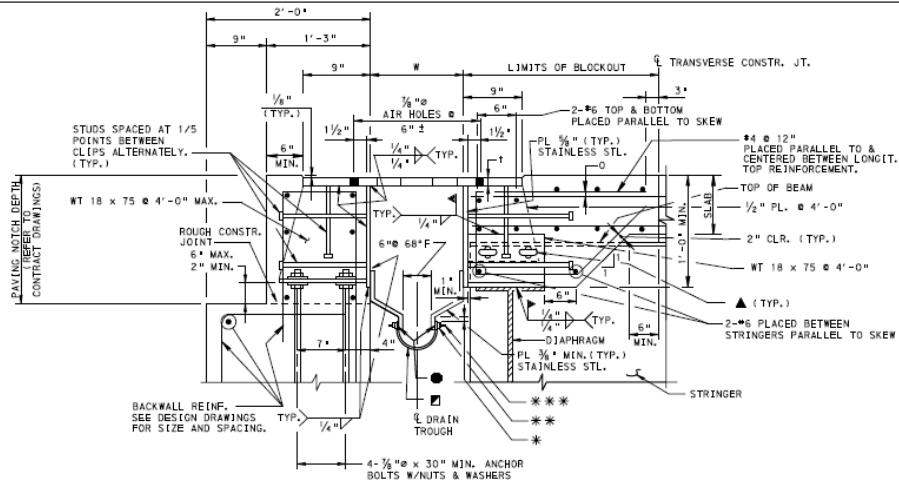 2'-0"
9"
1'-3"
9"
W
LIMITS OF BLOCKOUT
℄ TRANSVERSE CONSTR. JT.
3"
1/8"
(TYP.)
7/8"ø
AIR HOLES @
6" ±
9"
6"
2-#6 TOP & BOTTOM
PLACED PARALLEL TO SKEW
STUDS SPACED AT 1/5
POINTS BETWEEN
CLIPS ALTERNATELY.
(TYP.)
6"
MIN.
1½"
1½"
1/4"
1/4"
TYP.
PL 5/8" (TYP.)
STAINLESS STL.
#4 @ 12"
PLACED PARALLEL TO &
CENTERED BETWEEN LONGIT.
TOP REINFORCEMENT.
TOP OF BEAM
½" PL. @ 4'-0"
2" CLR. (TYP.)
WT 18 x 75 @ 4'-0"
▲ (TYP.)
2-#6 PLACED BETWEEN
STRINGERS PARALLEL TO SKEW
WT 18 x 75 @ 4'-0" MAX.
ROUGH CONSTR.
JOINT
6" MAX.
2" MIN.
PAVING NOTCH DEPTH
(REFER TO
CONTRACT DRAWINGS)
TYP.
1/4"
6"@ 68°F
1"
MIN.
1'-0" MIN.
SLAB
1
1
6"
6"
MIN.
1/4"
1/4"
TYP.
DIAPHRAGM
PL 3/8" MIN.(TYP.)
STAINLESS STL.
STRINGER
7"
4"
BACKWALL REINF.
SEE DESIGN DRAWINGS
FOR SIZE AND SPACING.
TYP.
1/4"
℄ DRAIN
TROUGH
***
**
*
4-7/8"ø x 30" MIN. ANCHOR
BOLTS W/NUTS & WASHERS